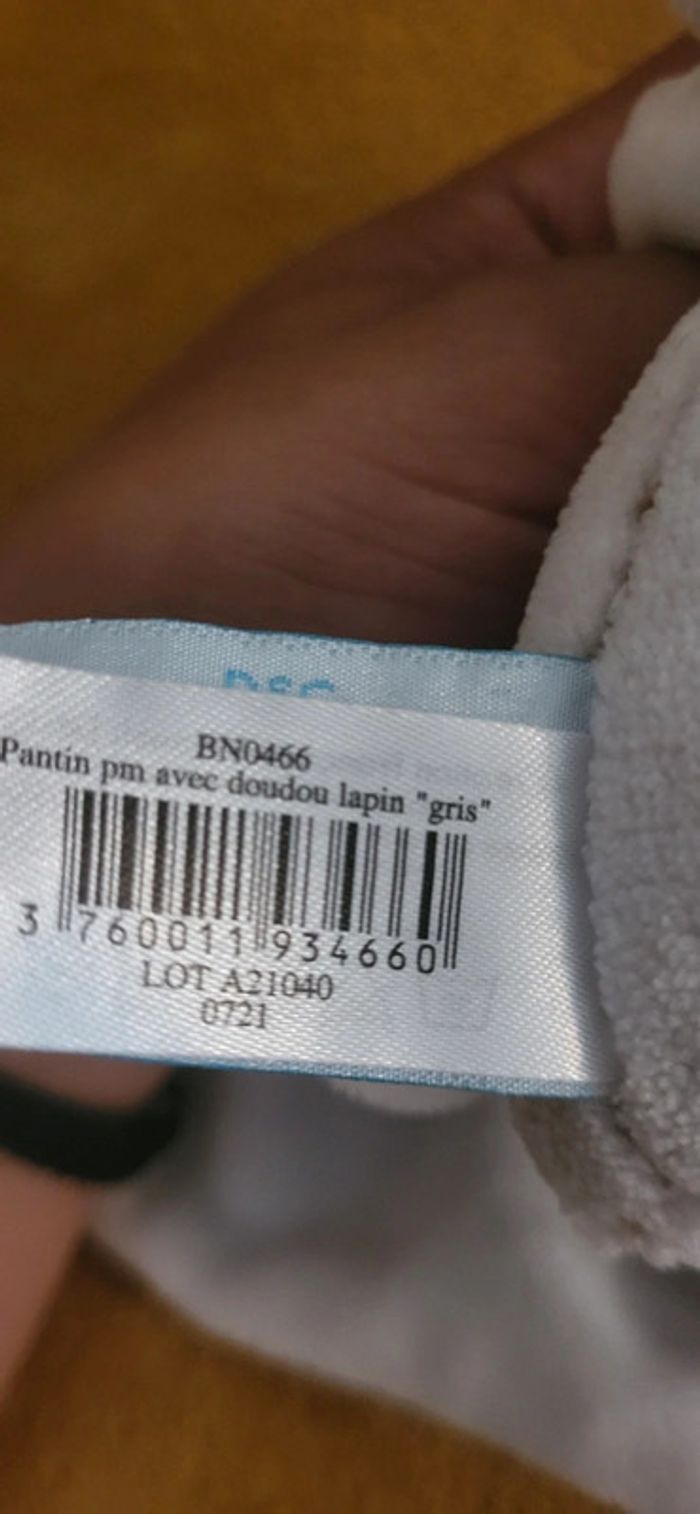 BN0466
Pantin pm avec doudou lapin "gris"
3 760011 934660
LOT A21040
0721